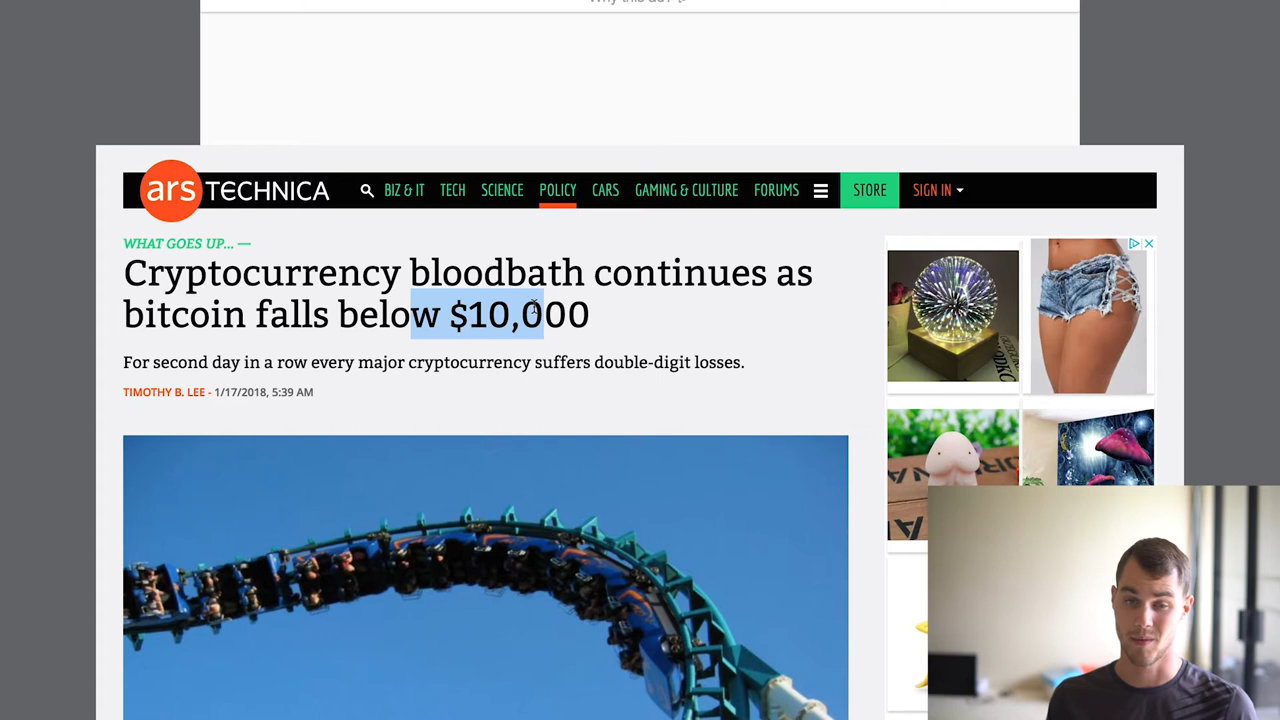 ars TECHNICA
BIZ & IT TECH SCIENCE POLICY CARS GAMING & CULTURE FORUMS STORE SIGN IN
WHAT GOES UP... —
Cryptocurrency bloodbath continues as
bitcoin falls below $10,000
For second day in a row every major cryptocurrency suffers double-digit losses.
TIMOTHY B. LEE - 1/17/2018, 5:39 AM